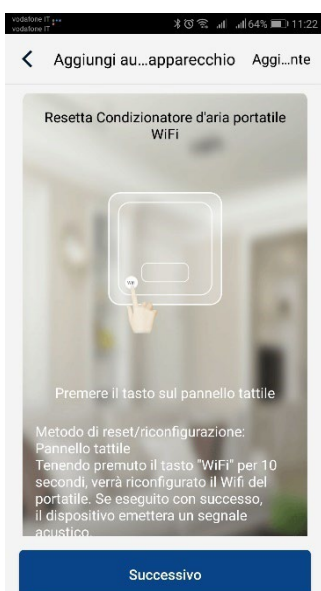 vodafone IT
vodafone IT
64% 11:22
Aggiungi au...apparecchio Aggi...nte
Resetta Condizionatore d'aria portatile
WiFi
WiFi
Premere il tasto sul pannello tattile
Metodo di reset/riconfigurazione:
Pannello tattile
Tenendo premuto il tasto "WiFi" per 10
secondi, verrà riconfigurato il Wifi del
portatile. Se eseguito con successo,
il dispositivo emettera un segnale
acustico.
Successivo